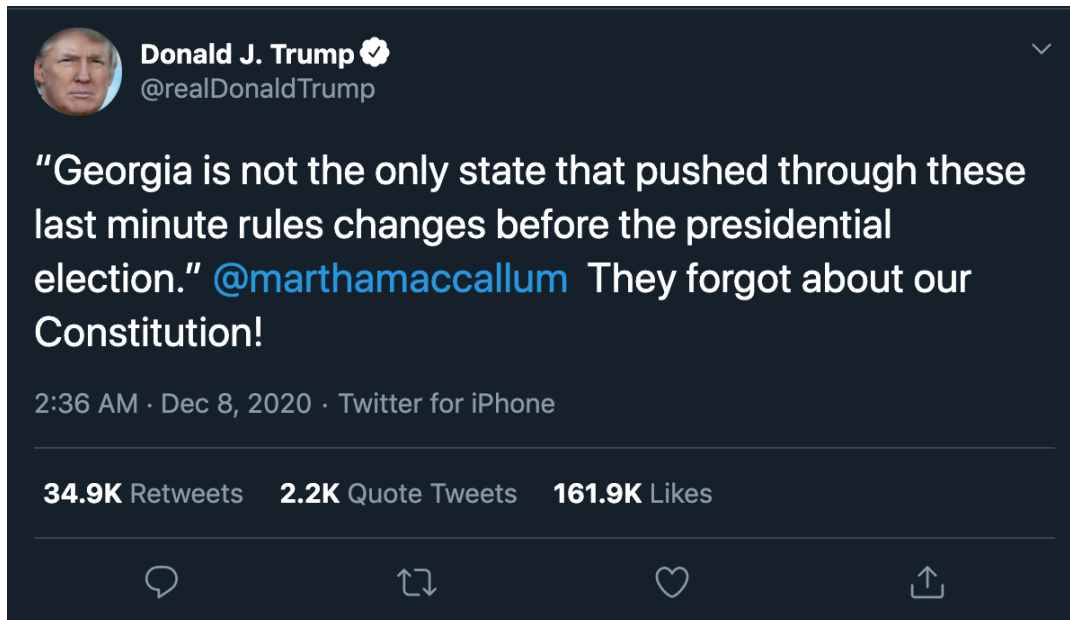 Donald J. Trump
@realDonaldTrump
“Georgia is not the only state that pushed through these
last minute rules changes before the presidential
election.” @marthamaccallum  They forgot about our
Constitution!
2:36 AM · Dec 8, 2020 · Twitter for iPhone
34.9K Retweets 2.2K Quote Tweets 161.9K Likes